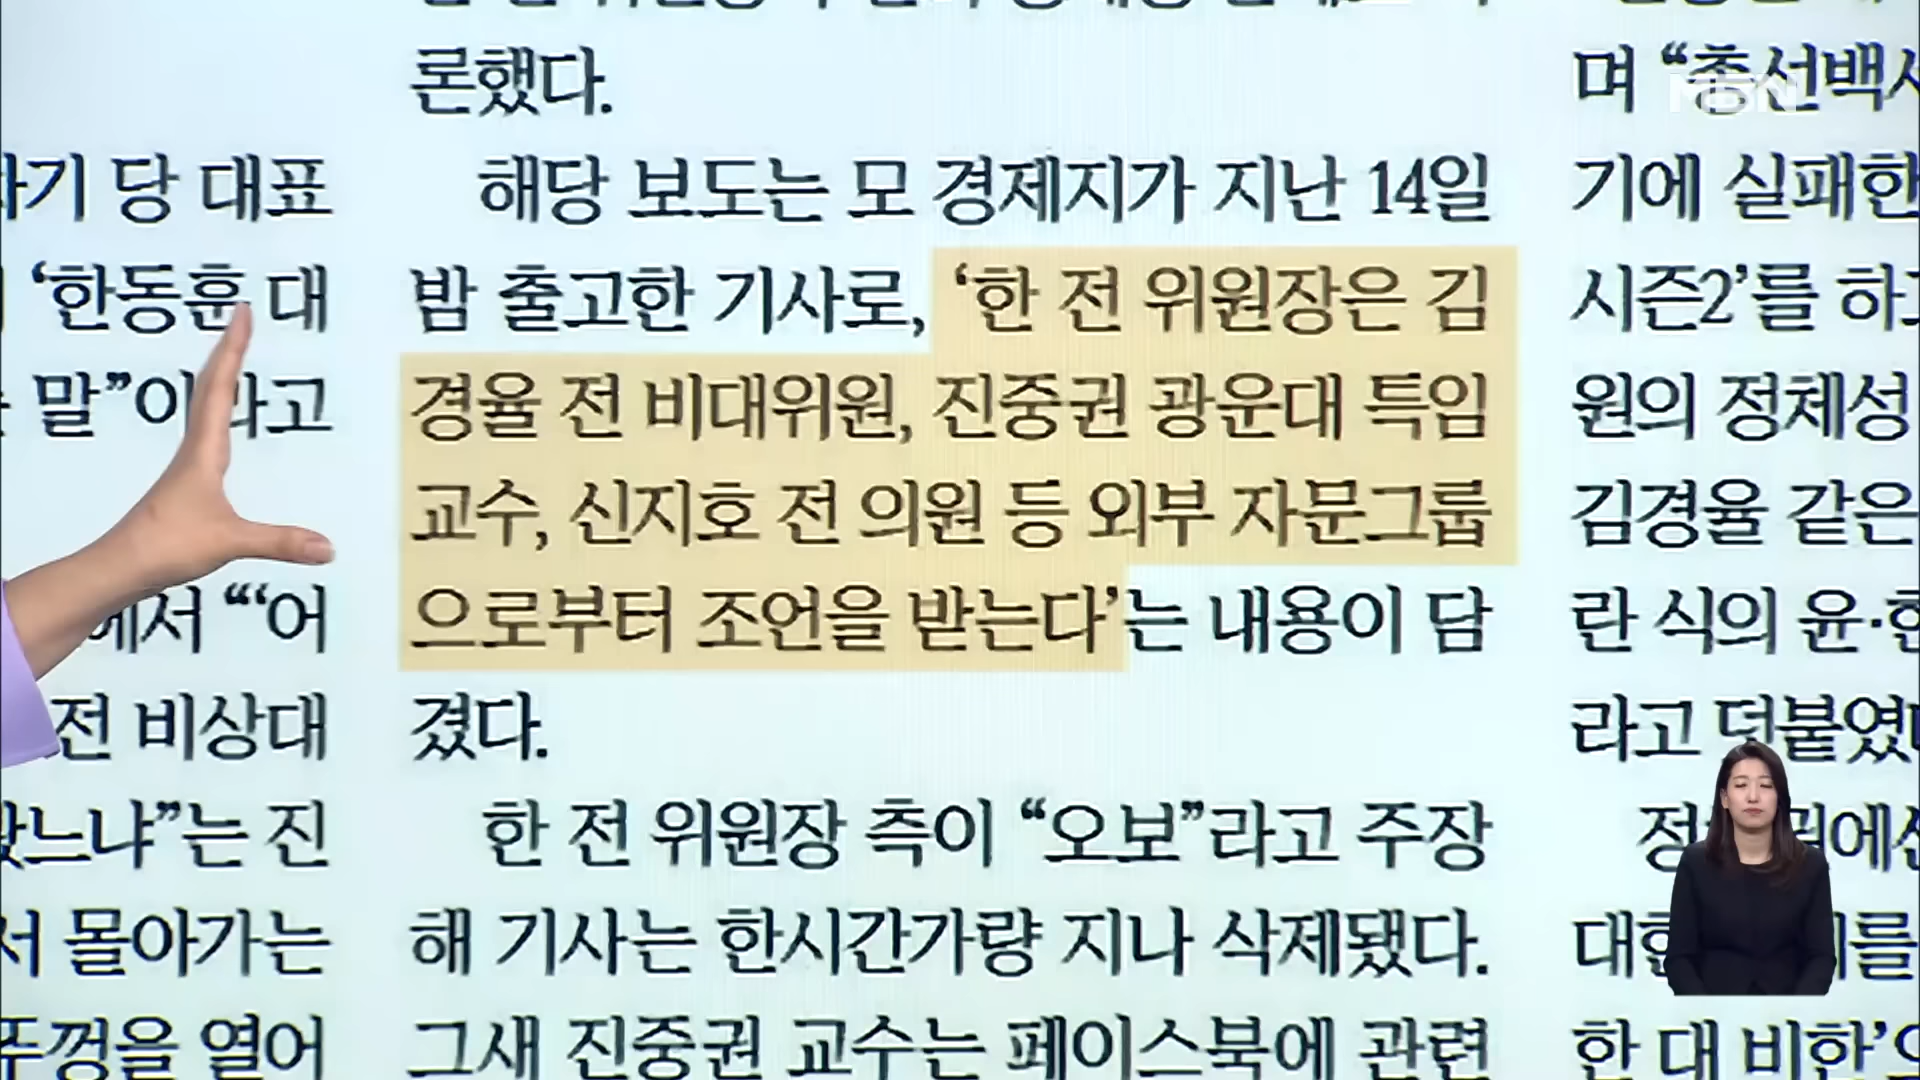 당 대표
‘한동훈 대
말”이라고
에서 “‘어
전 비상대
느냐”는 진
서 몰아가는
뚜껑을 열어
론했다.
해당 보도는 모 경제지가 지난 14일
밤 출고한 기사로, ‘한 전 위원장은 김
경율 전 비대위원, 진중권 광운대 특임
교수, 신지호 전 의원 등 외부 자문그룹
으로부터 조언을 받는다’는 내용이 담
겼다.
한 전 위원장 측이 “오보”라고 주장
해 기사는 한시간가량 지나 삭제됐다.
그새 진중권 교수는 페이스북에 관련
며 “총선백서
기에 실패한
시즌2’를 하고
원의 정체성
김경율 같은
란 식의 윤·한
라고 덧붙였다
를
한 대 비한’으
MBN